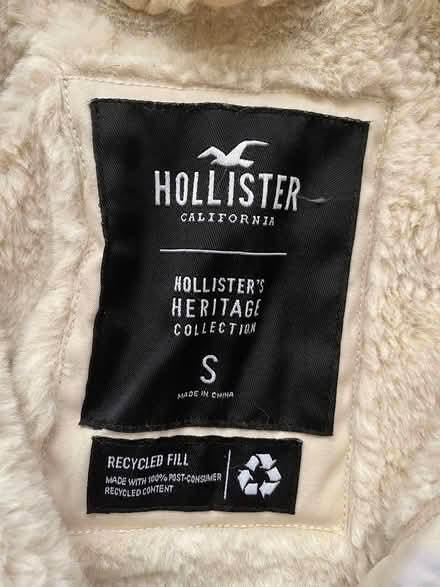 HOLLISTER
CALIFORNIA
HOLLISTER'S
HERITAGE
COLLECTION
S
MADE IN CHINA
RECYCLED FILL
MADE WITH 100% POST-CONSUMER
RECYCLED CONTENT